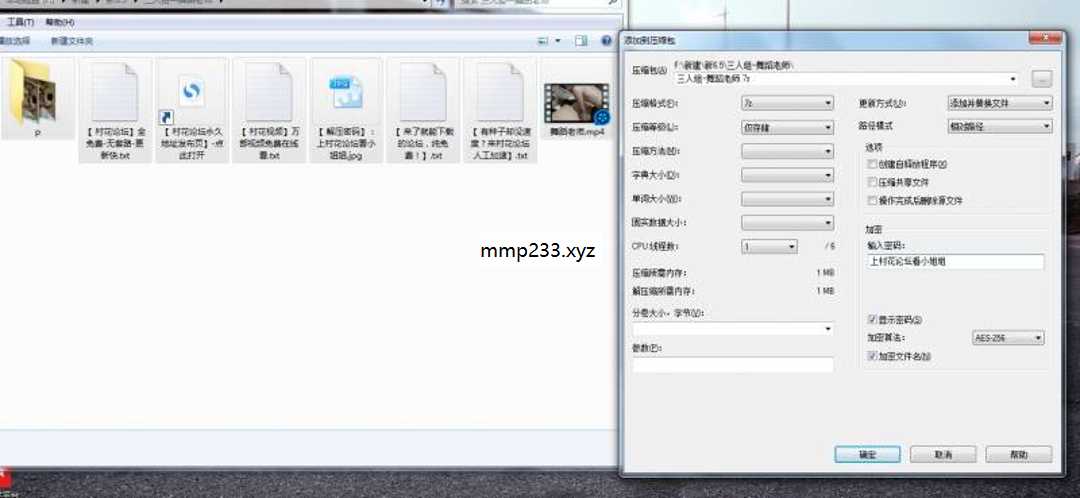 工具(T) 帮助(H)
新建文件夹
P
【村花论坛】全
免费-无套路-更
新快.txt
【村花论坛永久
地址发布页】-点
此打开
【村花视频】万
部视频免费在线
看.txt
【解压密码】:
上村花论坛看小
姐姐.jpg
【来了就能下载
的论坛,纯免
费!】.txt
【有种子却没速
度?来村花论坛
人工加速】.txt
舞蹈老师.mp4
mmp233.xyz
添加到压缩包
压缩包(A)
F:\新建\新6.5\三人组-舞蹈老师\
三人组-舞蹈老师.7z
...
压缩格式(F):
7z
压缩等级(L):
仅存储
压缩方法(M):
字典大小(D):
单词大小(W):
固实数据大小:
CPU 线程数:
1
/ 6
压缩所需内存:
1 MB
解压缩所需内存:
1 MB
分卷大小,字节(V):
参数(P):
更新方式(U):
添加并替换文件
路径模式
相对路径
选项
创建自释放程序(X)
压缩共享文件
操作完成后删除源文件
加密
输入密码:
上村花论坛看小姐姐
显示密码(S)
加密算法:
AES-256
加密文件名(N)
确定
取消
帮助